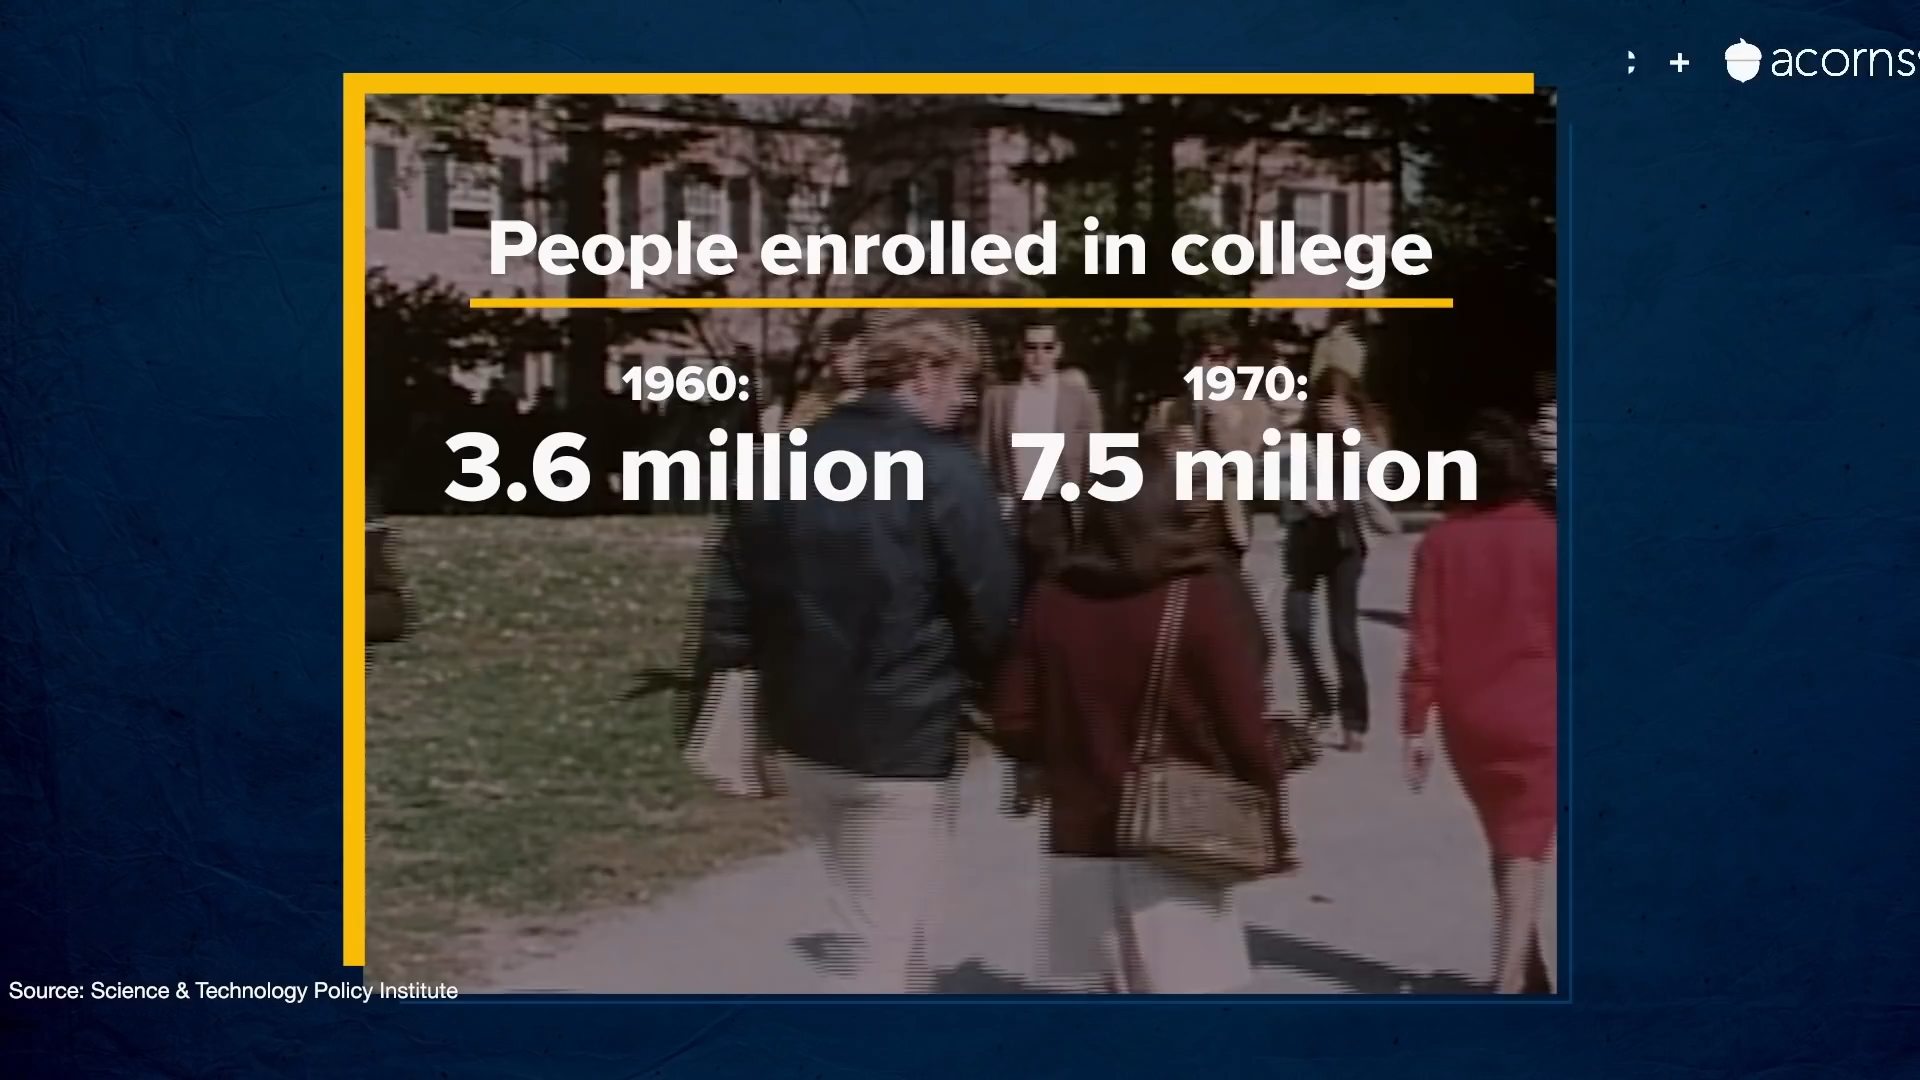 + acorns
People enrolled in college
1960:
1970:
3.6 million
7.5 million
Source: Science & Technology Policy Institute